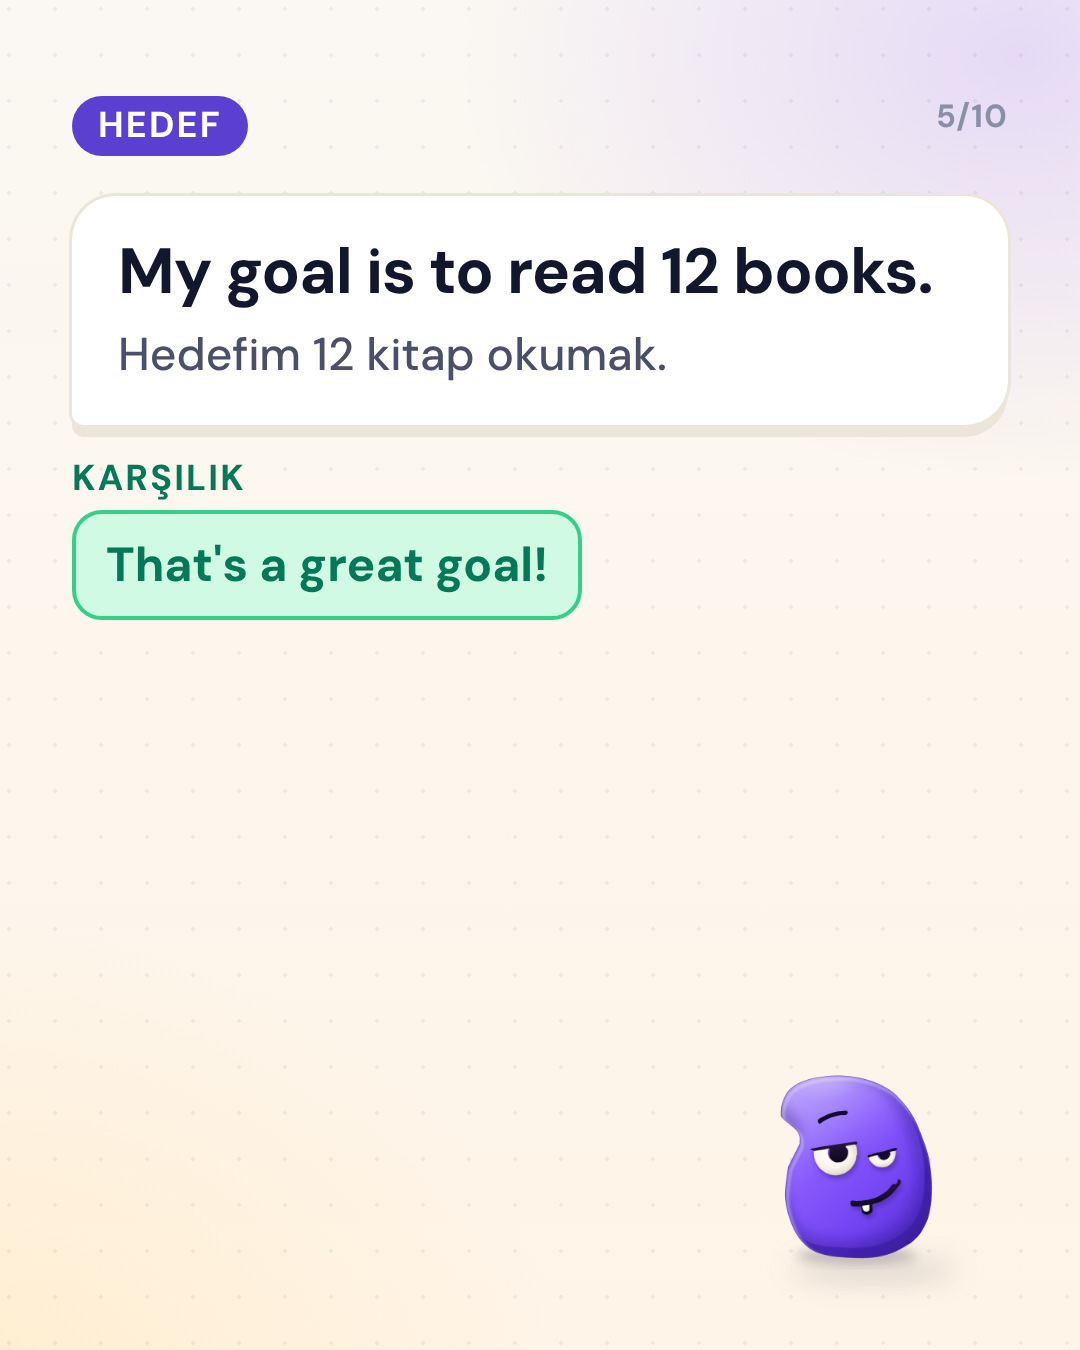 HEDEF
5/10
My goal is to read 12 books.
Hedefim 12 kitap okumak.
KARŞILIK
That's a great goal!